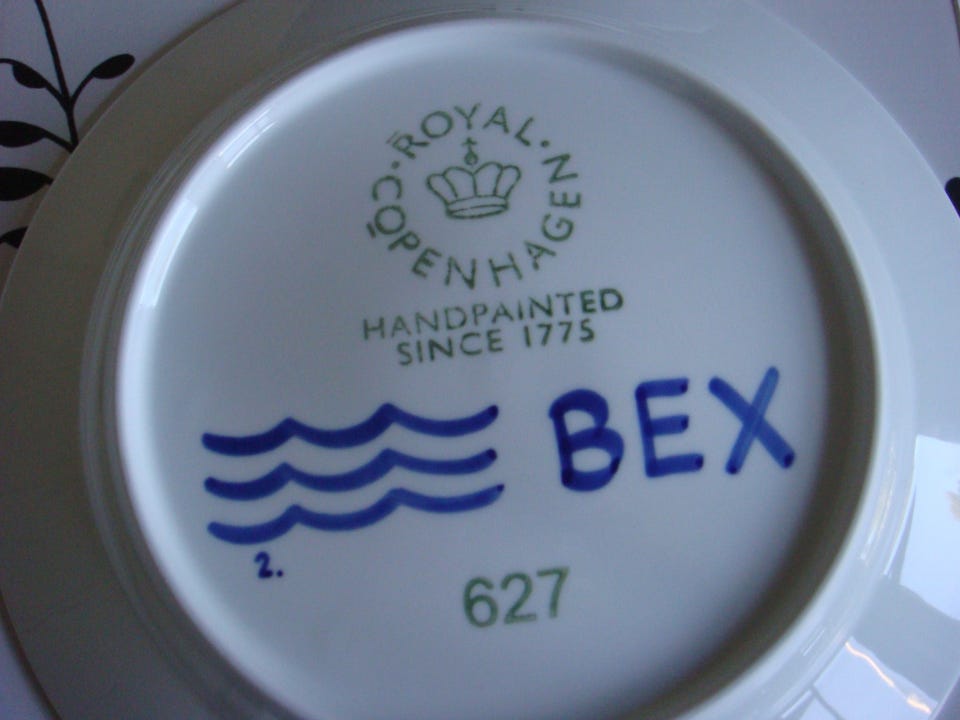 ROYAL · COPENHAGEN ·
HANDPAINTED
SINCE 1775
BEX
2.
627